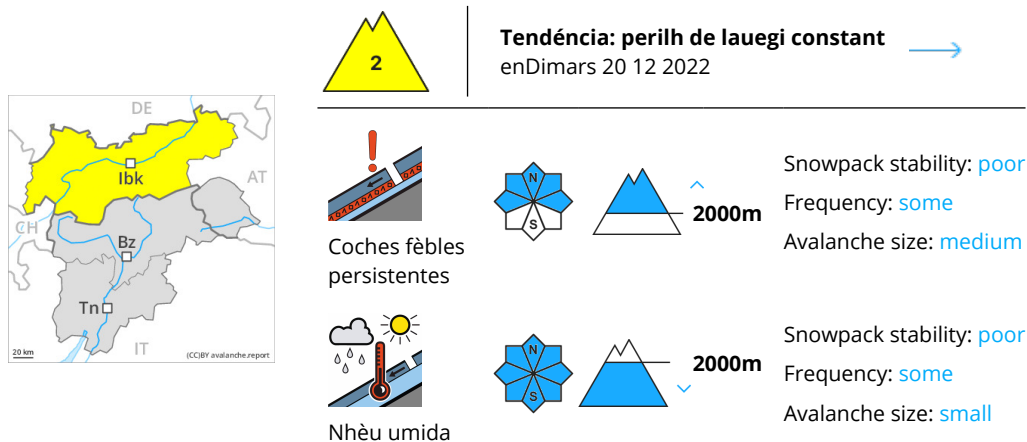 2
Tendéncia: perilh de lauegi constant
enDimars 20 12 2022
DE
AT
CH
IT
Ibk
Bz
Tn
20 km
(CC)BY avalanche.report
Coches fèbles
persistentes
N
S
2000m
Snowpack stability: poor
Frequency: some
Avalanche size: medium
Nhèu umida
N
S
2000m
Snowpack stability: poor
Frequency: some
Avalanche size: small